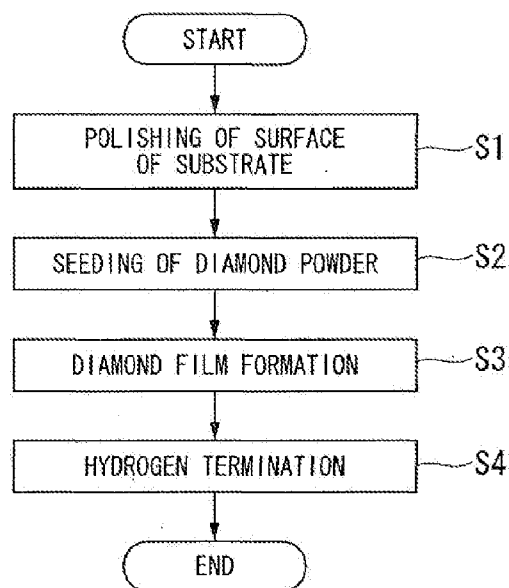 START
POLISHING OF SURFACE
OF SUBSTRATE
S1
SEEDING OF DIAMOND POWDER
S2
DIAMOND FILM FORMATION
S3
HYDROGEN TERMINATION
S4
END